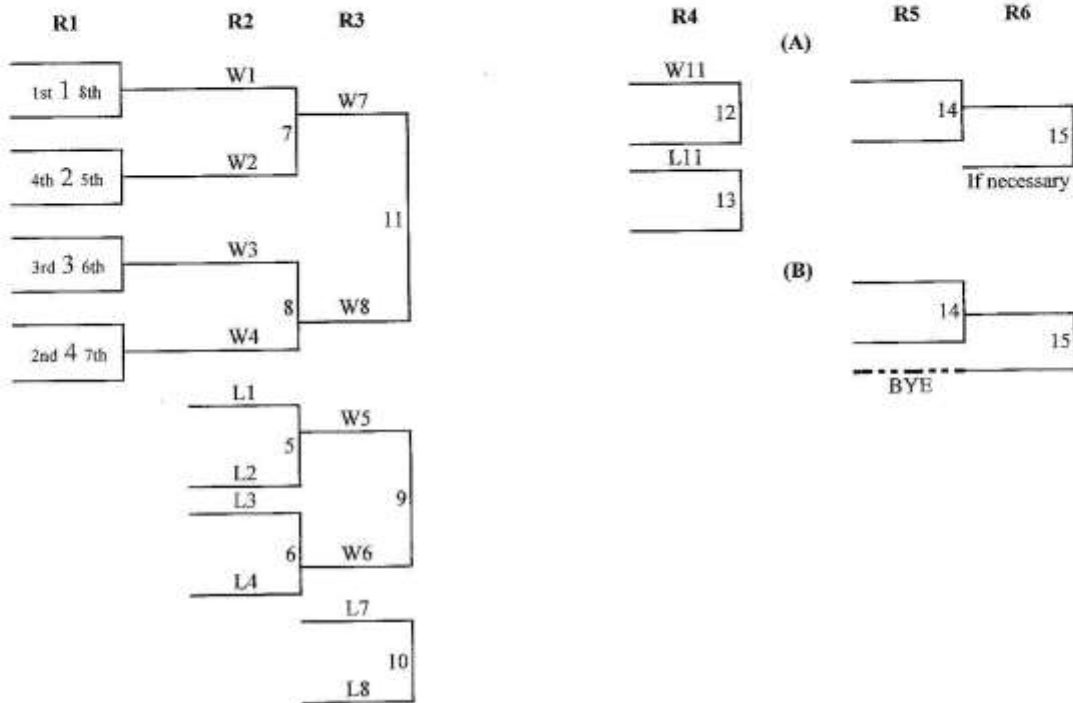 R1 R2 R3 R4 R5 R6
(A)
W1 W11
1st 1 8th W7 12 14
7 15
W2 L11
4th 2 5th 13 If necessary
11
W3
3rd 3 6th (B)
8 W8 14
W4 15
2nd 4 7th BYE
L1
W5
5
L2
L3 9
6 W6
L4
L7
10
L8